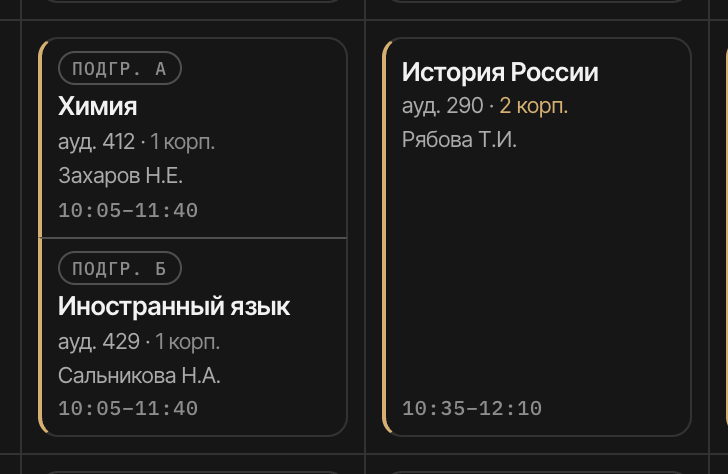 ПОДГР. А
Химия
ауд. 412 · 1 корп.
Захаров Н.Е.
10:05–11:40
ПОДГР. Б
Иностранный язык
ауд. 429 · 1 корп.
Сальникова Н.А.
10:05–11:40
История России
ауд. 290 · 2 корп.
Рябова Т.И.
10:35–12:10